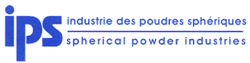 ips
industrie des poudres sphériques
spherical powder industries